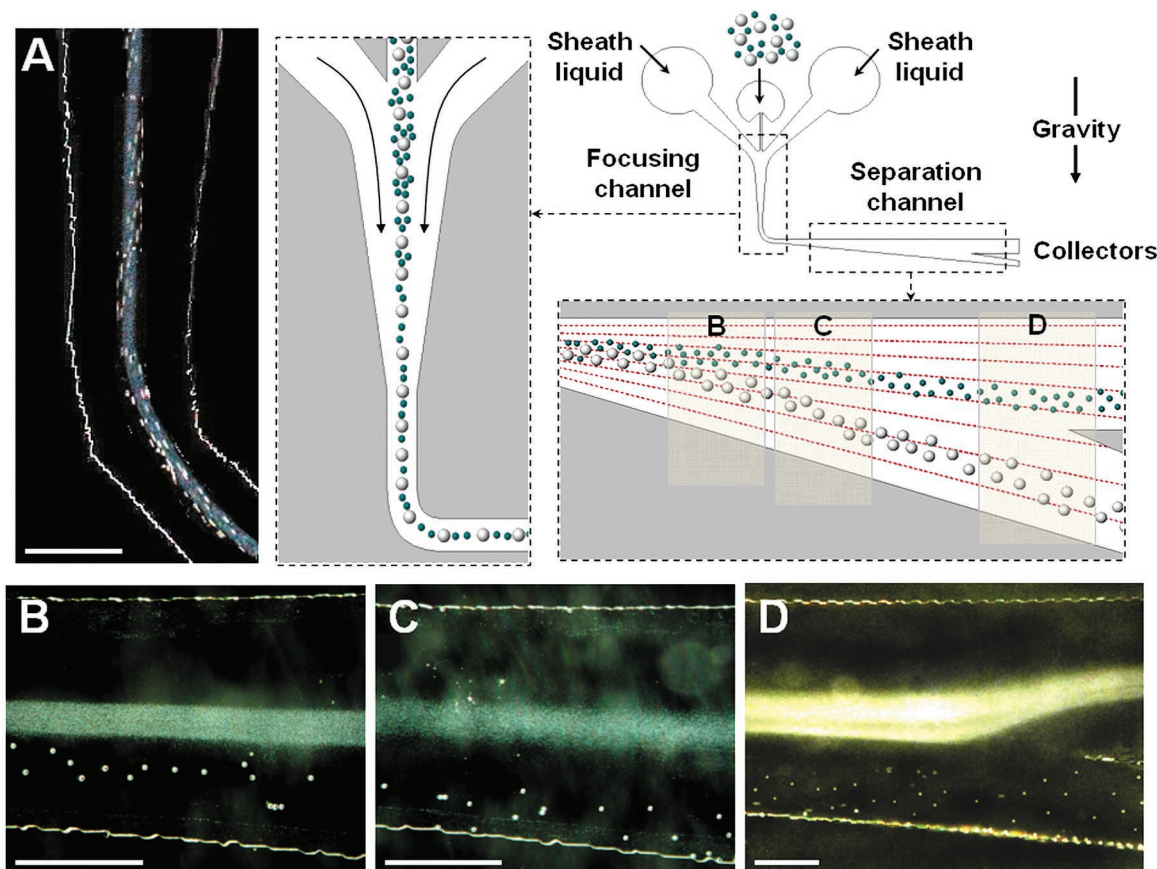 A
Sheath
liquid
Sheath
liquid
Gravity
Focusing
channel
Separation
channel
Collectors
B
C
D
B
C
D